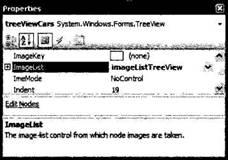 Properties
treeViewCars System.Windows.Forms.TreeView
ImageKey (none)
ImageList imageListTreeView
ImeMode NoControl
Indent 19
Edit Nodes
ImageList
The image-list control from which node images are taken.